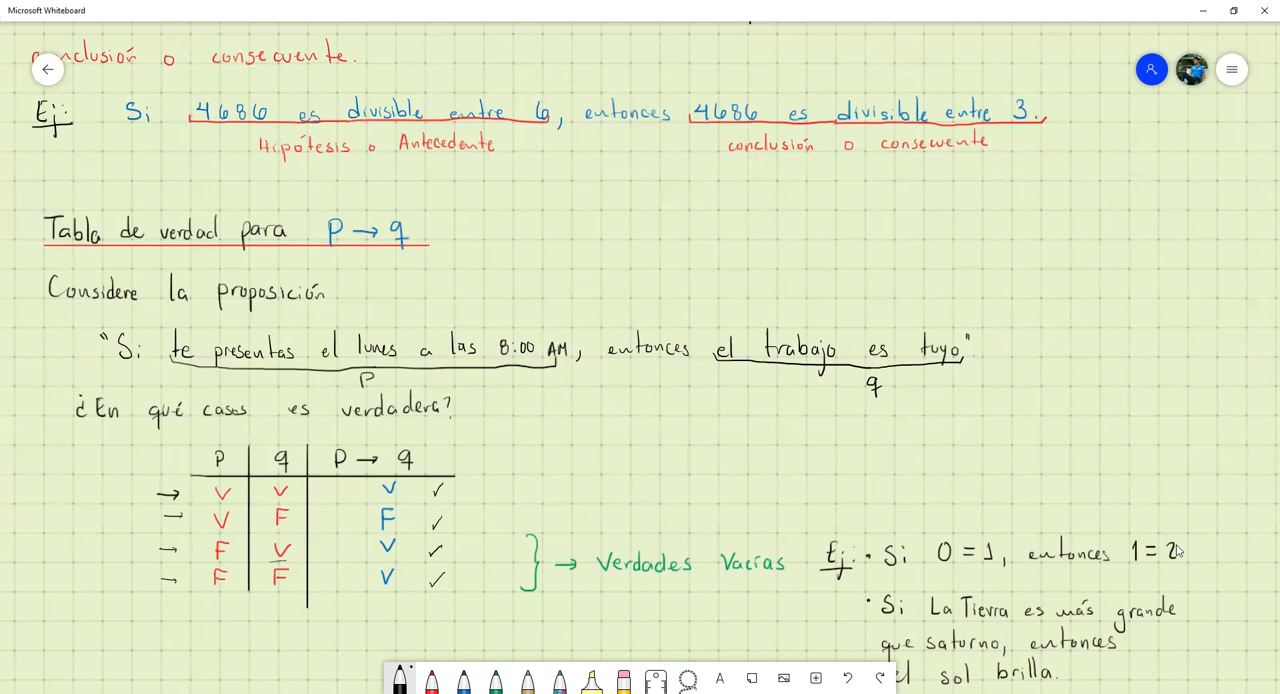 Microsoft Whiteboard
conclusión o consecuente.
Ej: Si 4686 es divisible entre 6, entonces 4686 es divisible entre 3.
Hipótesis o Antecedente conclusión o consecuente
Tabla de verdad para P → q
Considere la proposición
"Si te presentas el lunes a las 8:00 AM, entonces el trabajo es tuyo".
P q
¿En qué casos es verdadera?
P q P → q
→ V V V ✓
→ V F F ✓
→ F V V ✓
→ F F V ✓
} → Verdades Vacías
Ej: • Si 0 = 1, entonces 1 = 2
• Si La Tierra es más grande
que saturno, entonces
el sol brilla.